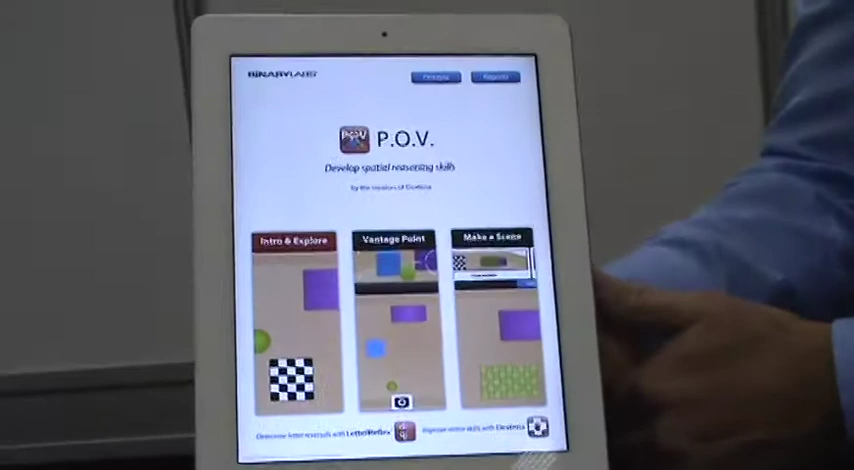 BiNARYLABS
Reports
P.O.V.
Develop spatial reasoning skills
by the creators of Dexteria
Intro & Explore
Vantage Point
Make a Scene
Overcome letter reversals with LetterReflex
Improve motor skills with Dexteria